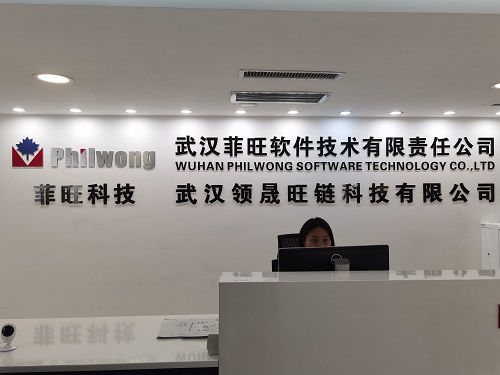 Philwong
菲旺科技
武汉菲旺软件技术有限责任公司
WUHAN PHILWONG SOFTWARE TECHNOLOGY CO.,LTD
武汉领晟旺链科技有限公司